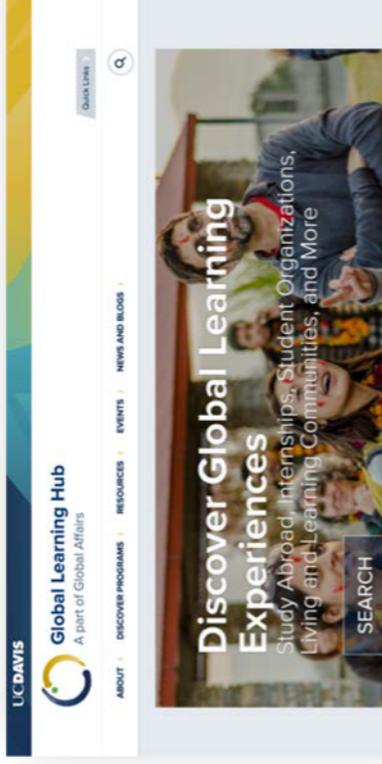 UCDAVIS
Quick Links
Global Learning Hub
A part of Global Affairs
ABOUT DISCOVER PROGRAMS RESOURCES EVENTS NEWS AND BLOGS
Discover Global Learning
Experiences
Study Abroad, Internships, Student Organizations,
Living and Learning Communities, and More
SEARCH